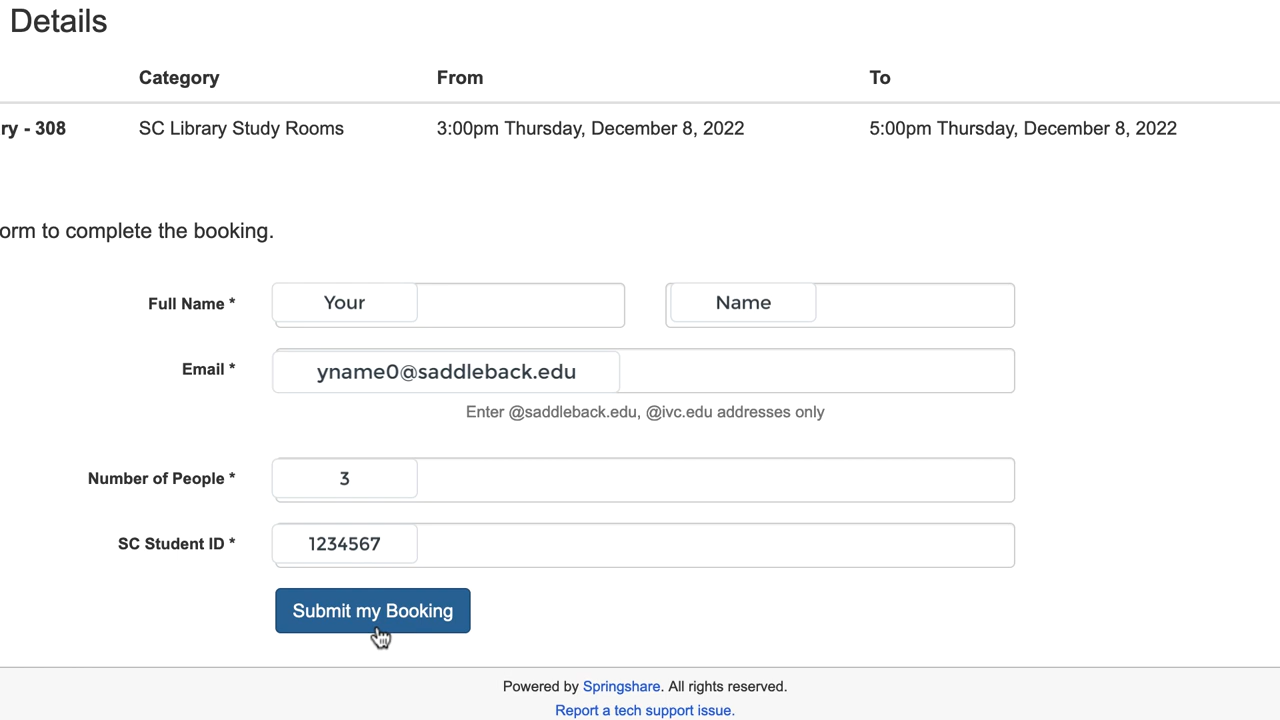 Details
Category From To
ry - 308 SC Library Study Rooms 3:00pm Thursday, December 8, 2022 5:00pm Thursday, December 8, 2022
orm to complete the booking.
Full Name * Your Name
Email * yname0@saddleback.edu
Enter @saddleback.edu, @ivc.edu addresses only
Number of People * 3
SC Student ID * 1234567
Submit my Booking
Powered by Springshare. All rights reserved.
Report a tech support issue.